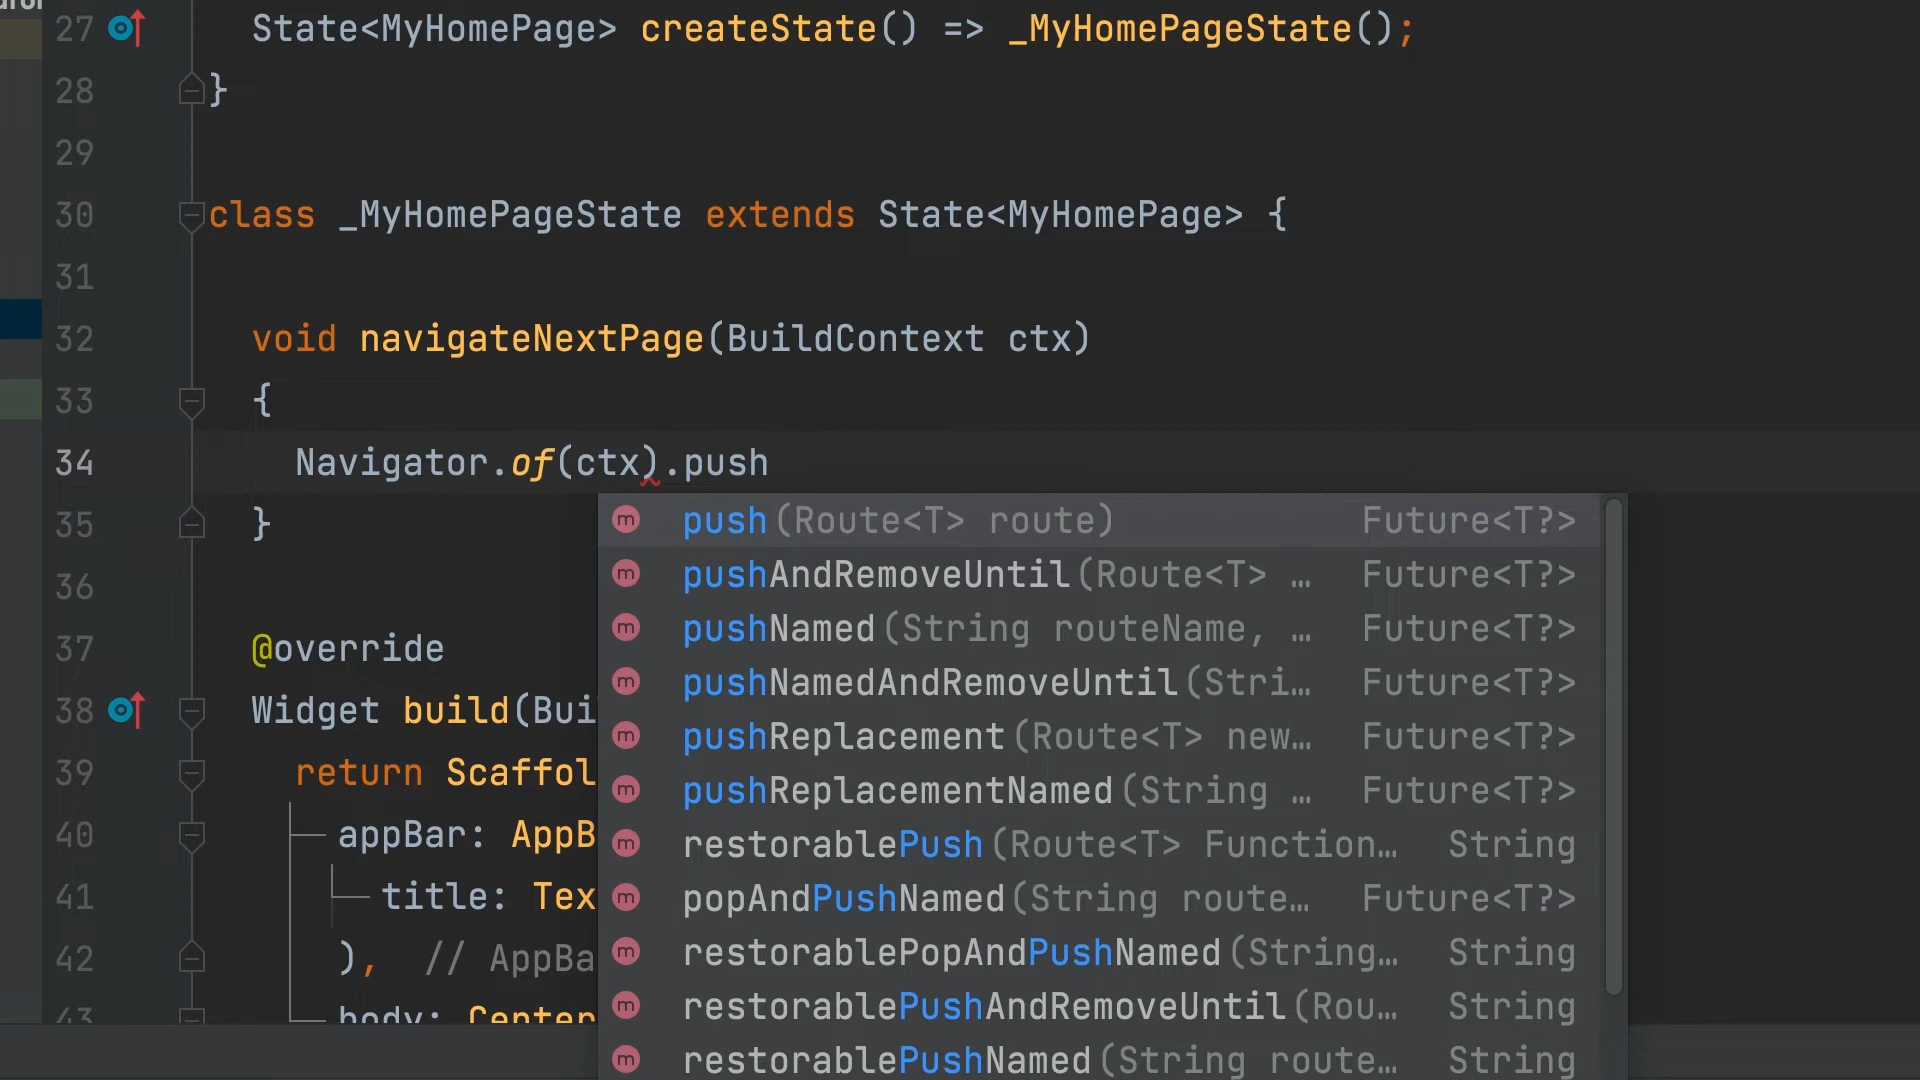 27 State<MyHomePage> createState() => _MyHomePageState();
28 }
29
30 class _MyHomePageState extends State<MyHomePage> {
31
32 void navigateNextPage(BuildContext ctx)
33 {
34 Navigator.of(ctx).push
35 }
push(Route<T> route) Future<T?>
pushAndRemoveUntil(Route<T> … Future<T?>
pushNamed(String routeName, … Future<T?>
pushNamedAndRemoveUntil(Stri… Future<T?>
pushReplacement(Route<T> new… Future<T?>
pushReplacementNamed(String … Future<T?>
restorablePush(Route<T> Function… String
popAndPushNamed(String route… Future<T?>
restorablePopAndPushNamed(String… String
restorablePushAndRemoveUntil(Rou… String
restorablePushNamed(String route… String
36
37 @override
38 Widget build(Bui
39 return Scaffol
40 appBar: AppB
41 title: Tex
42 ), // AppBa
43 body: Center